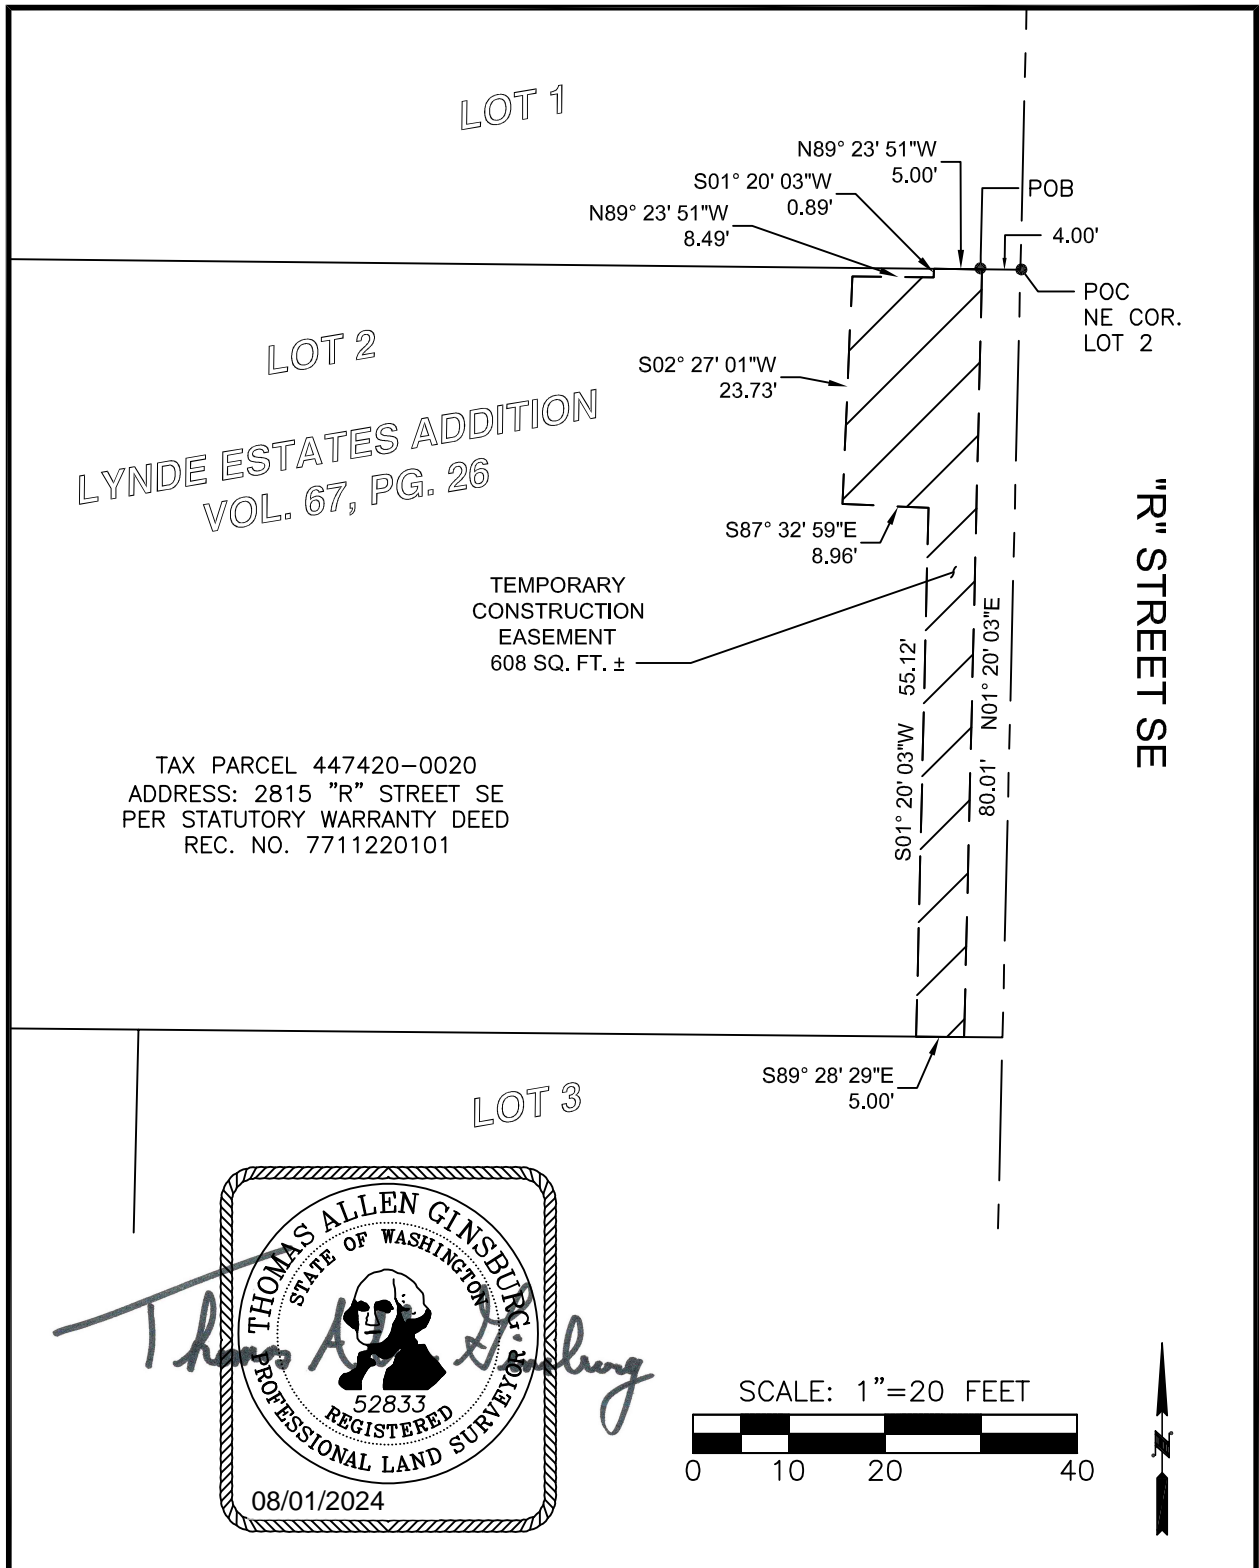 LOT 1
N89° 23' 51"W
5.00'
S01° 20' 03"W
0.89'
N89° 23' 51"W
8.49'
POB
4.00'
POC
NE COR.
LOT 2
LOT 2
S02° 27' 01"W
23.73'
LYNDE ESTATES ADDITION
VOL. 67, PG. 26
S87° 32' 59"E
8.96'
"R" STREET SE
TEMPORARY
CONSTRUCTION
EASEMENT
608 SQ. FT. ±
S01° 20' 03"W 55.12'
80.01' N01° 20' 03"E
TAX PARCEL 447420-0020
ADDRESS: 2815 "R" STREET SE
PER STATUTORY WARRANTY DEED
REC. NO. 7711220101
S89° 28' 29"E
5.00'
LOT 3
THOMAS ALLEN GINSBURG
STATE OF WASHINGTON
52833
REGISTERED
PROFESSIONAL LAND SURVEYOR
Thomas Allen Ginsburg
08/01/2024
SCALE: 1"=20 FEET
0 10 20 40
N